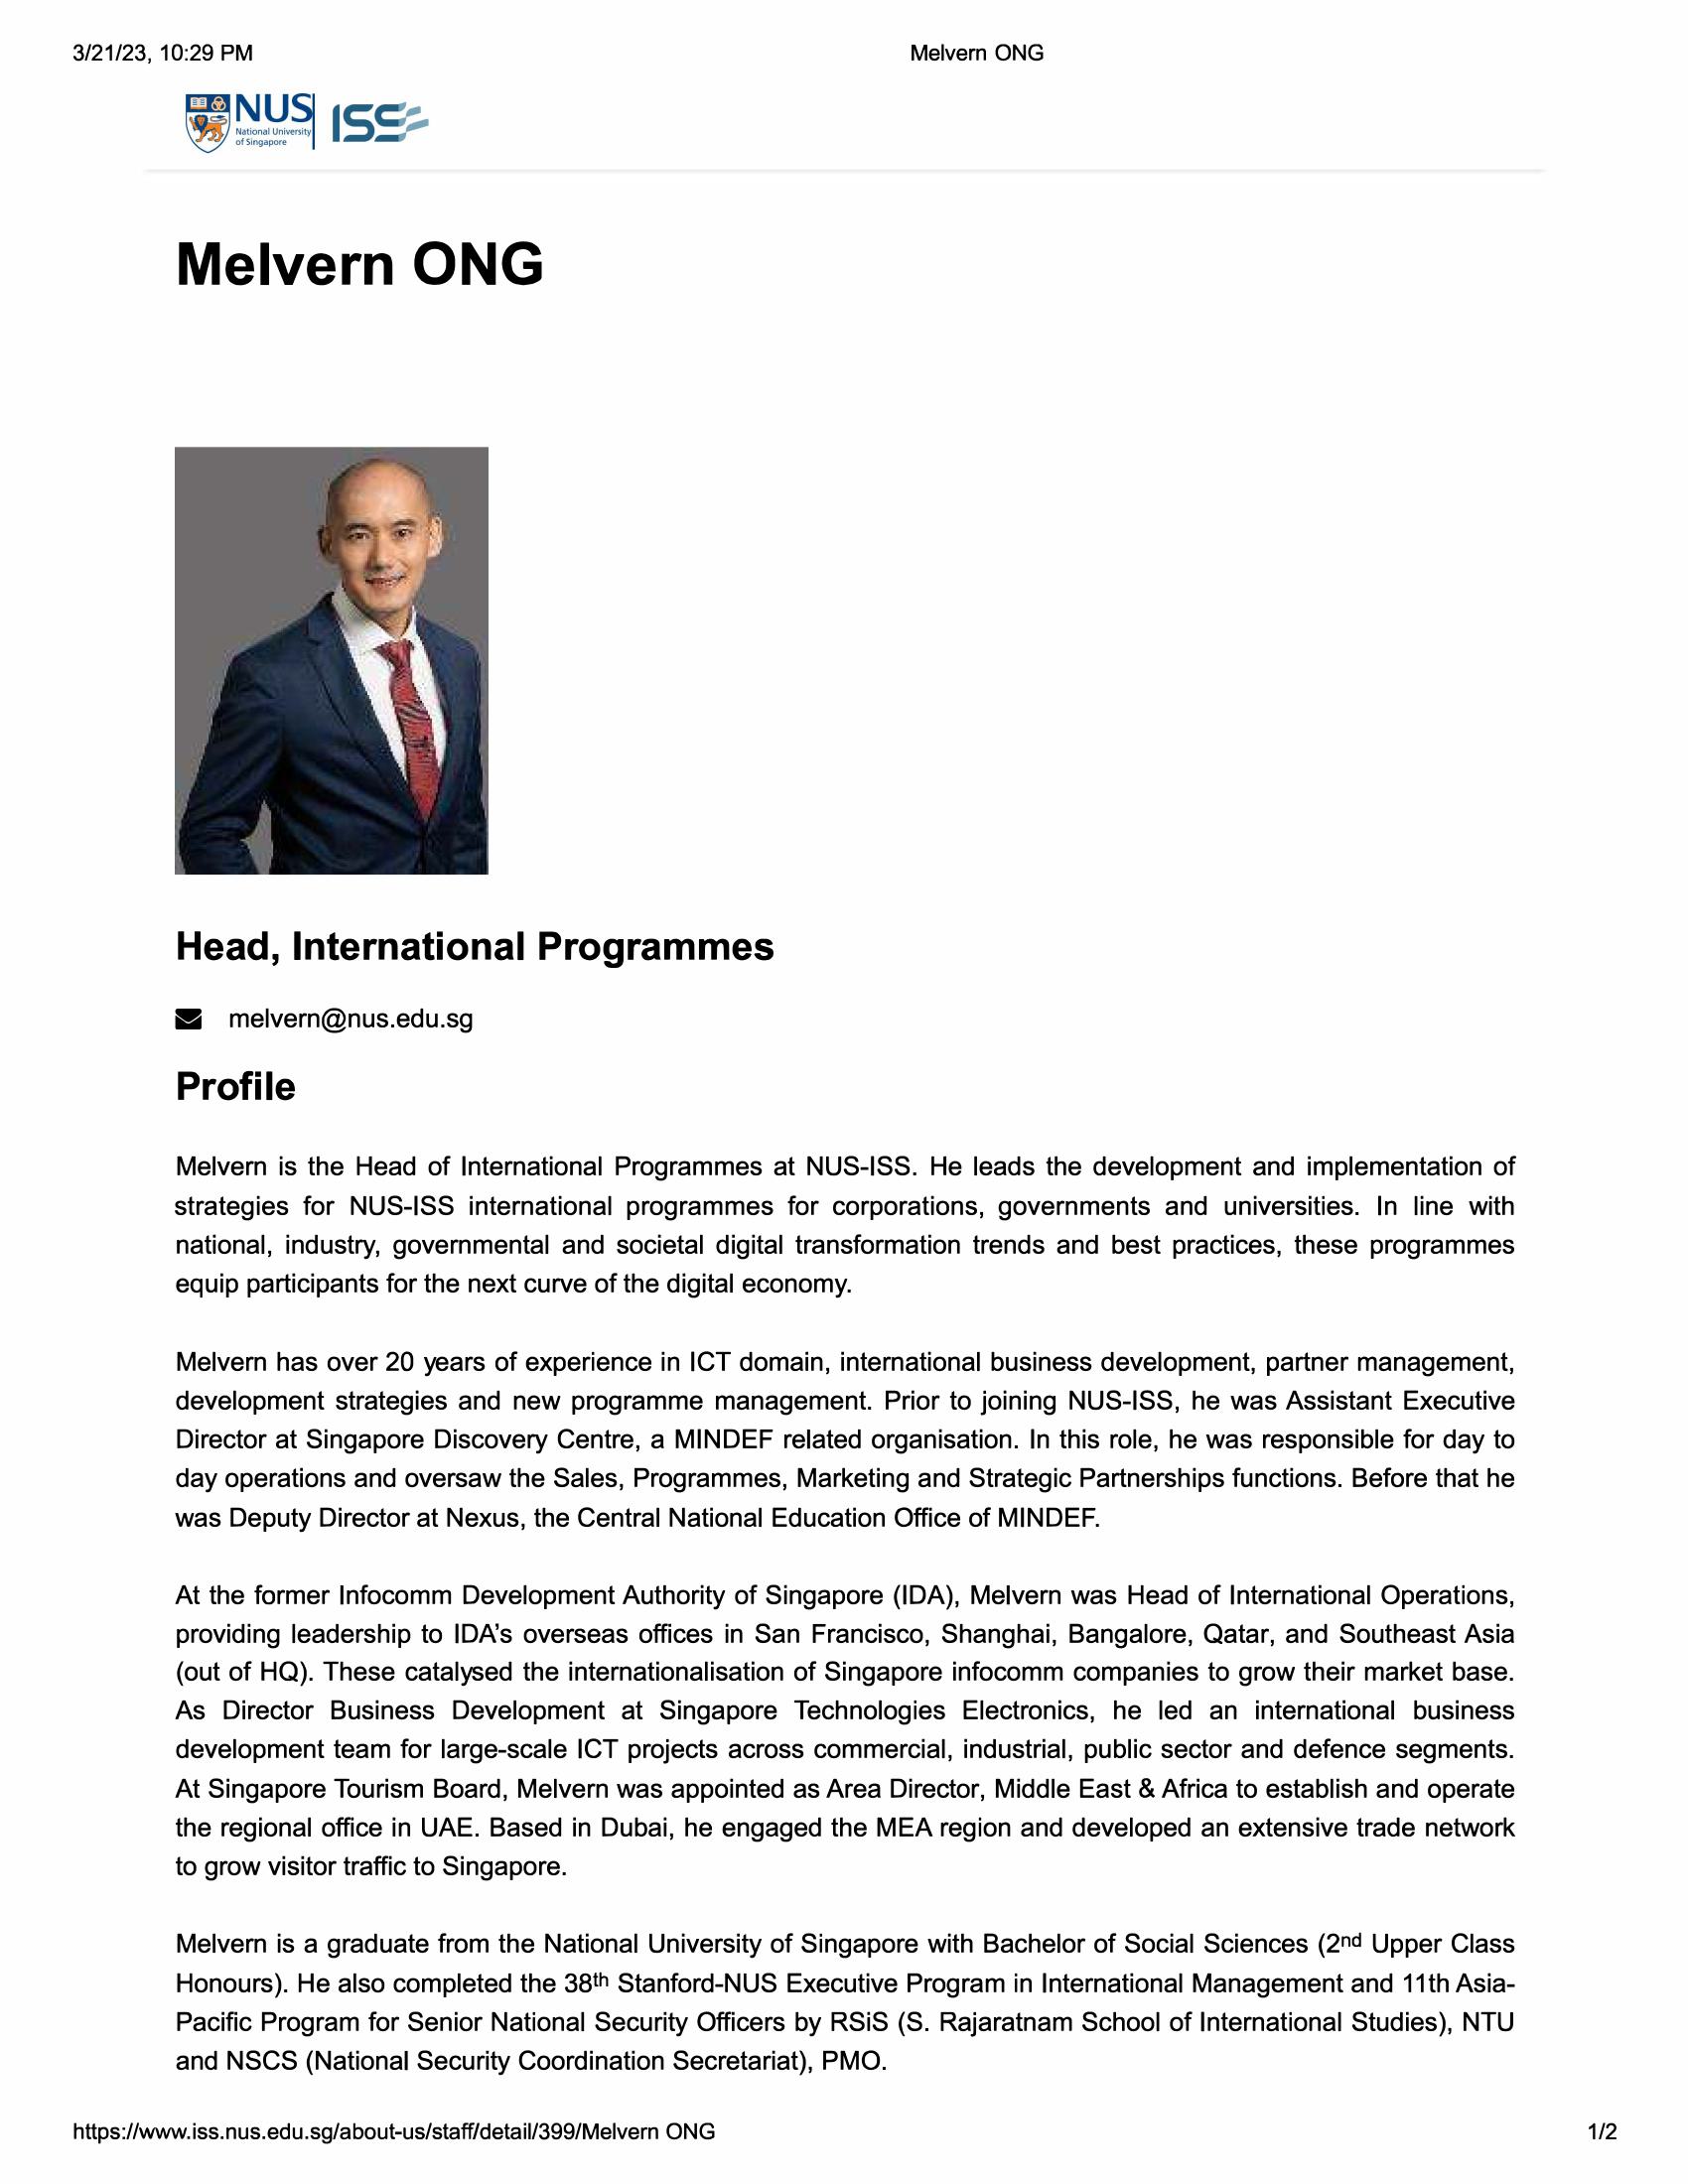 3/21/23, 10:29 PM
Melvern ONG
NUS
National University
of Singapore
ISS
Melvern ONG
Head, International Programmes
melvern@nus.edu.sg
Profile
Melvern is the Head of International Programmes at NUS-ISS. He leads the development and implementation of
strategies for NUS-ISS international programmes for corporations, governments and universities. In line with
national, industry, governmental and societal digital transformation trends and best practices, these programmes
equip participants for the next curve of the digital economy.
Melvern has over 20 years of experience in ICT domain, international business development, partner management,
development strategies and new programme management. Prior to joining NUS-ISS, he was Assistant Executive
Director at Singapore Discovery Centre, a MINDEF related organisation. In this role, he was responsible for day to
day operations and oversaw the Sales, Programmes, Marketing and Strategic Partnerships functions. Before that he
was Deputy Director at Nexus, the Central National Education Office of MINDEF.
At the former Infocomm Development Authority of Singapore (IDA), Melvern was Head of International Operations,
providing leadership to IDA’s overseas offices in San Francisco, Shanghai, Bangalore, Qatar, and Southeast Asia
(out of HQ). These catalysed the internationalisation of Singapore infocomm companies to grow their market base.
As Director Business Development at Singapore Technologies Electronics, he led an international business
development team for large-scale ICT projects across commercial, industrial, public sector and defence segments.
At Singapore Tourism Board, Melvern was appointed as Area Director, Middle East & Africa to establish and operate
the regional office in UAE. Based in Dubai, he engaged the MEA region and developed an extensive trade network
to grow visitor traffic to Singapore.
Melvern is a graduate from the National University of Singapore with Bachelor of Social Sciences (2nd Upper Class
Honours). He also completed the 38th Stanford-NUS Executive Program in International Management and 11th Asia-
Pacific Program for Senior National Security Officers by RSiS (S. Rajaratnam School of International Studies), NTU
and NSCS (National Security Coordination Secretariat), PMO.
https://www.iss.nus.edu.sg/about-us/staff/detail/399/Melvern ONG
1/2